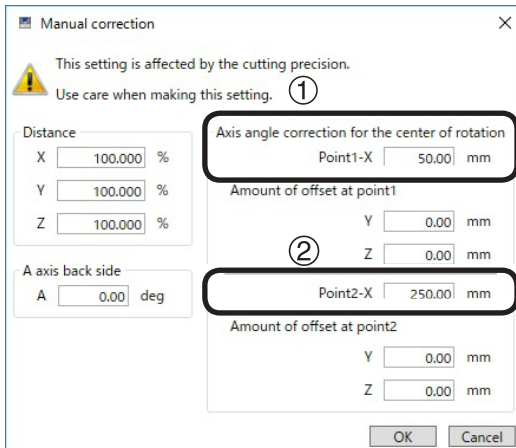 Manual correction
This setting is affected by the cutting precision.
Use care when making this setting.
①
Distance
X 100.000 %
Y 100.000 %
Z 100.000 %
A axis back side
A 0.00 deg
Axis angle correction for the center of rotation
Point1-X 50.00 mm
Amount of offset at point1
Y 0.00 mm
②
Z 0.00 mm
Point2-X 250.00 mm
Amount of offset at point2
Y 0.00 mm
Z 0.00 mm
OK Cancel